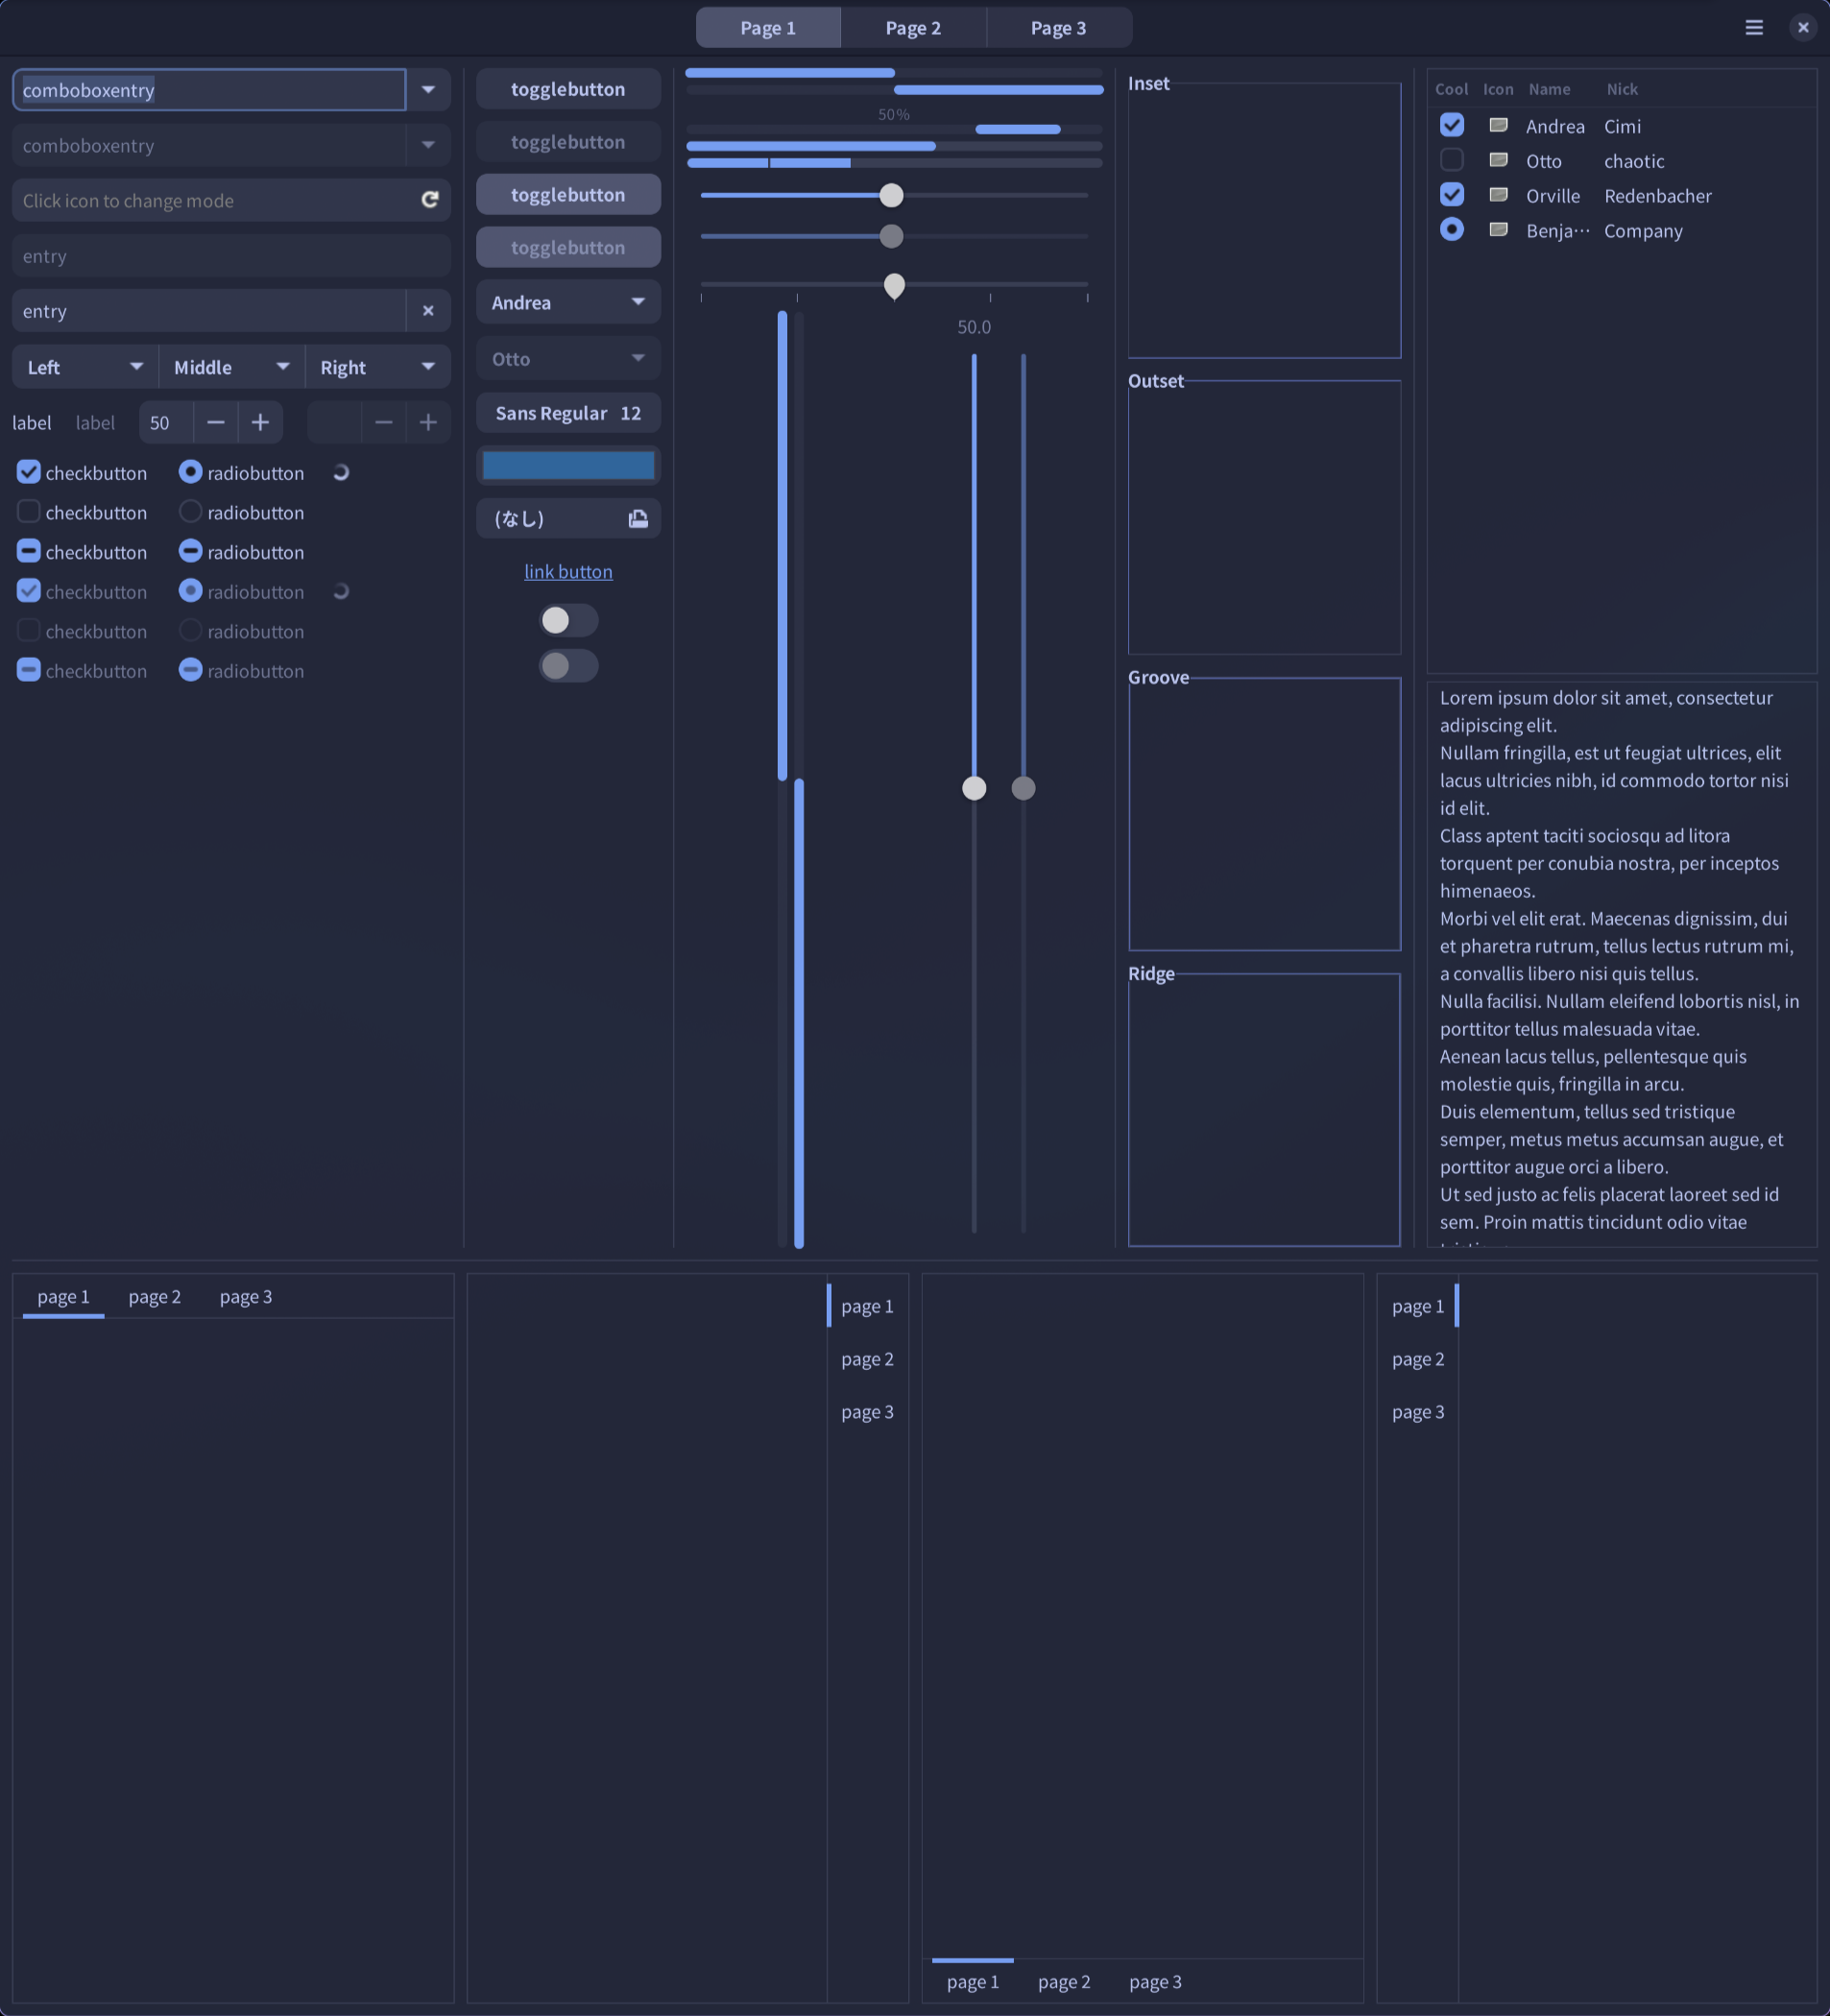 Page 1
Page 2
Page 3
comboboxentry
comboboxentry
Click icon to change mode
entry
entry
Left
Middle
Right
label
label
50
checkbutton
radiobutton
checkbutton
radiobutton
checkbutton
radiobutton
checkbutton
radiobutton
checkbutton
radiobutton
checkbutton
radiobutton
togglebutton
togglebutton
togglebutton
togglebutton
Andrea
Otto
Sans Regular 12
(なし)
link button
50%
50.0
Inset
Outset
Groove
Ridge
Cool Icon Name Nick
Andrea Cimi
Otto chaotic
Orville Redenbacher
Benja··· Company
Lorem ipsum dolor sit amet, consectetur
adipiscing elit.
Nullam fringilla, est ut feugiat ultrices, elit
lacus ultricies nibh, id commodo tortor nisi
id elit.
Class aptent taciti sociosqu ad litora
torquent per conubia nostra, per inceptos
himenaeos.
Morbi vel elit erat. Maecenas dignissim, dui
et pharetra rutrum, tellus lectus rutrum mi,
a convallis libero nisi quis tellus.
Nulla facilisi. Nullam eleifend lobortis nisl, in
porttitor tellus malesuada vitae.
Aenean lacus tellus, pellentesque quis
molestie quis, fringilla in arcu.
Duis elementum, tellus sed tristique
semper, metus metus accumsan augue, et
porttitor augue orci a libero.
Ut sed justo ac felis placerat laoreet sed id
sem. Proin mattis tincidunt odio vitae
page 1
page 2
page 3
page 1
page 2
page 3
page 1
page 2
page 3
page 1
page 2
page 3